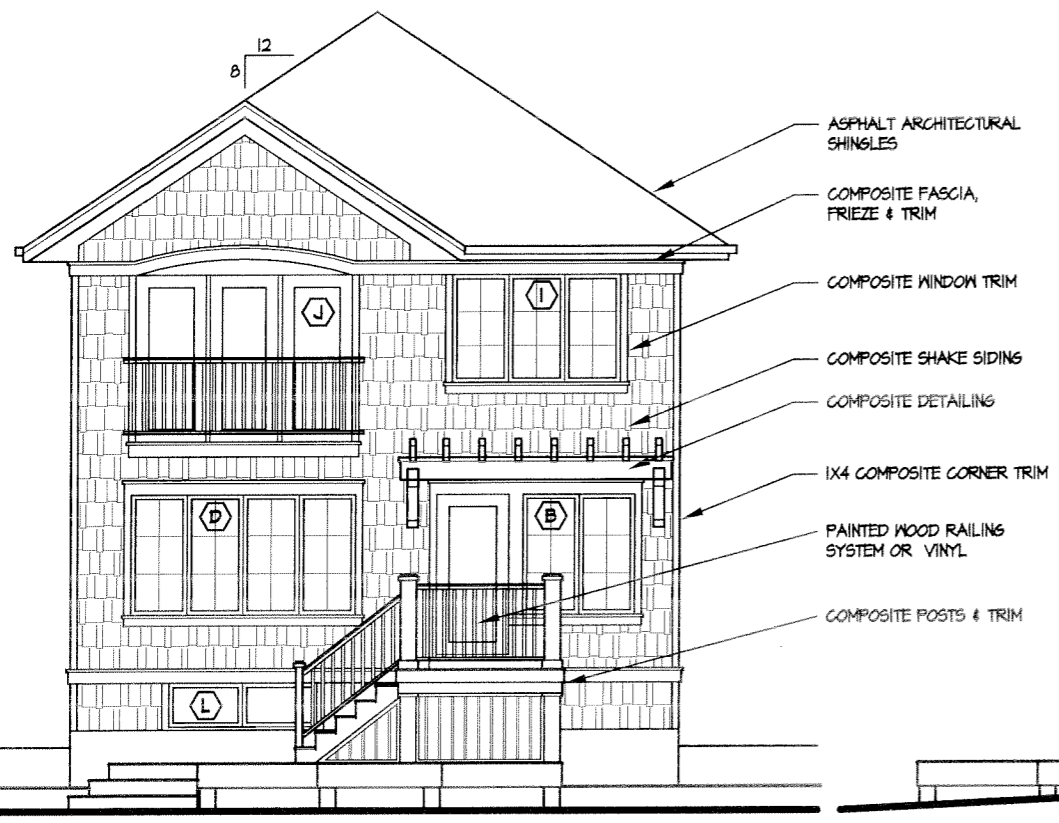 12
8
ASPHALT ARCHITECTURAL
SHINGLES
COMPOSITE FASCIA,
FRIEZE & TRIM
COMPOSITE WINDOW TRIM
COMPOSITE SHAKE SIDING
COMPOSITE DETAILING
1X4 COMPOSITE CORNER TRIM
PAINTED WOOD RAILING
SYSTEM OR VINYL
COMPOSITE POSTS & TRIM
J
I
D
B
L